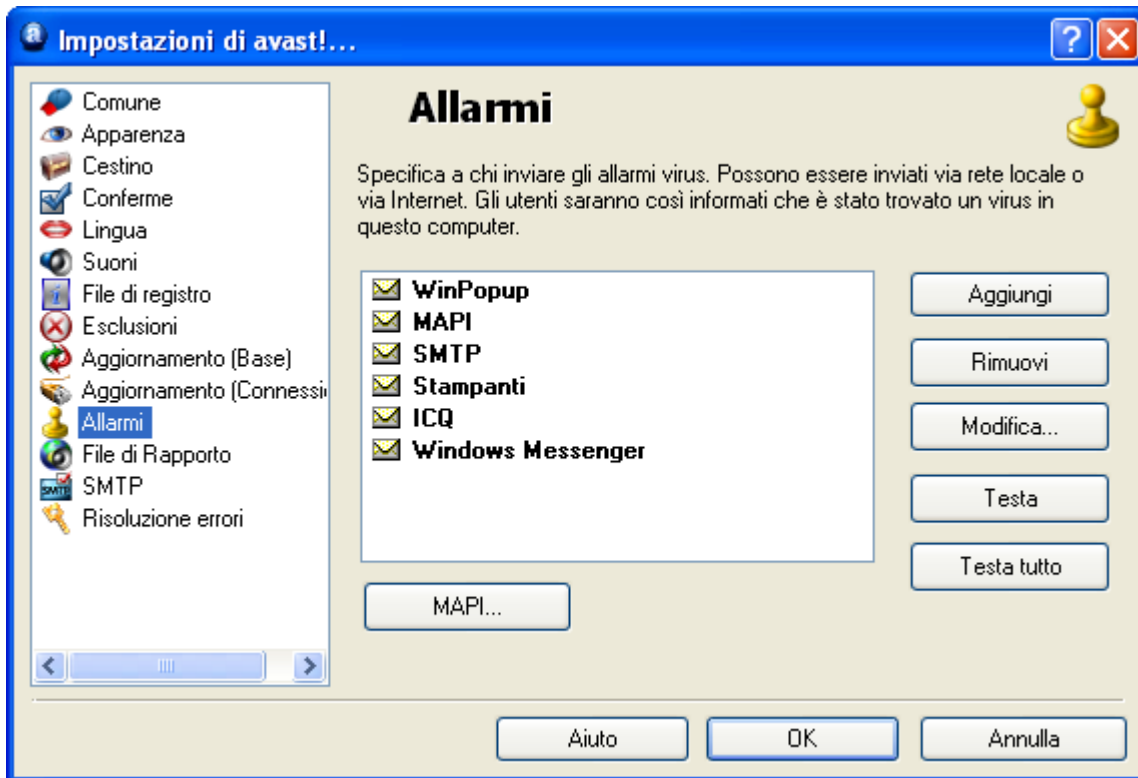 Impostazioni di avast!...
Comune
Apparenza
Cestino
Conferme
Lingua
Suoni
File di registro
Esclusioni
Aggiornamento (Base)
Aggiornamento (Connessi
Allarmi
File di Rapporto
SMTP
Risoluzione errori
Allarmi
Specifica a chi inviare gli allarmi virus. Possono essere inviati via rete locale o
via Internet. Gli utenti saranno così informati che è stato trovato un virus in
questo computer.
WinPopup
MAPI
SMTP
Stampanti
ICQ
Windows Messenger
Aggiungi
Rimuovi
Modifica...
Testa
Testa tutto
MAPI...
Aiuto
OK
Annulla